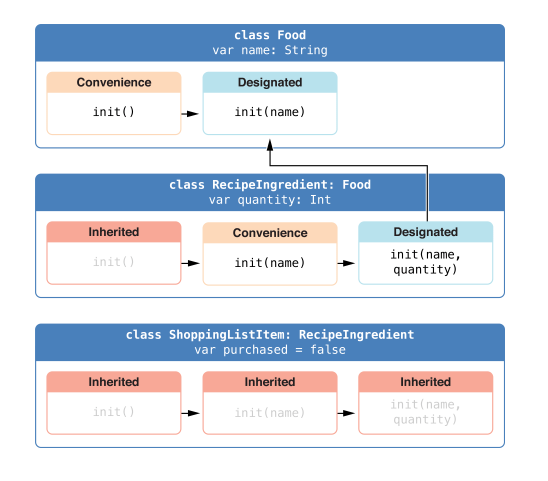 class Food
var name: String
Convenience
Designated
init()
init(name)
class RecipeIngredient: Food
var quantity: Int
Inherited
Convenience
Designated
init()
init(name)
init(name,
quantity)
class ShoppingListItem: RecipeIngredient
var purchased = false
Inherited
Inherited
Inherited
init()
init(name)
init(name,
quantity)